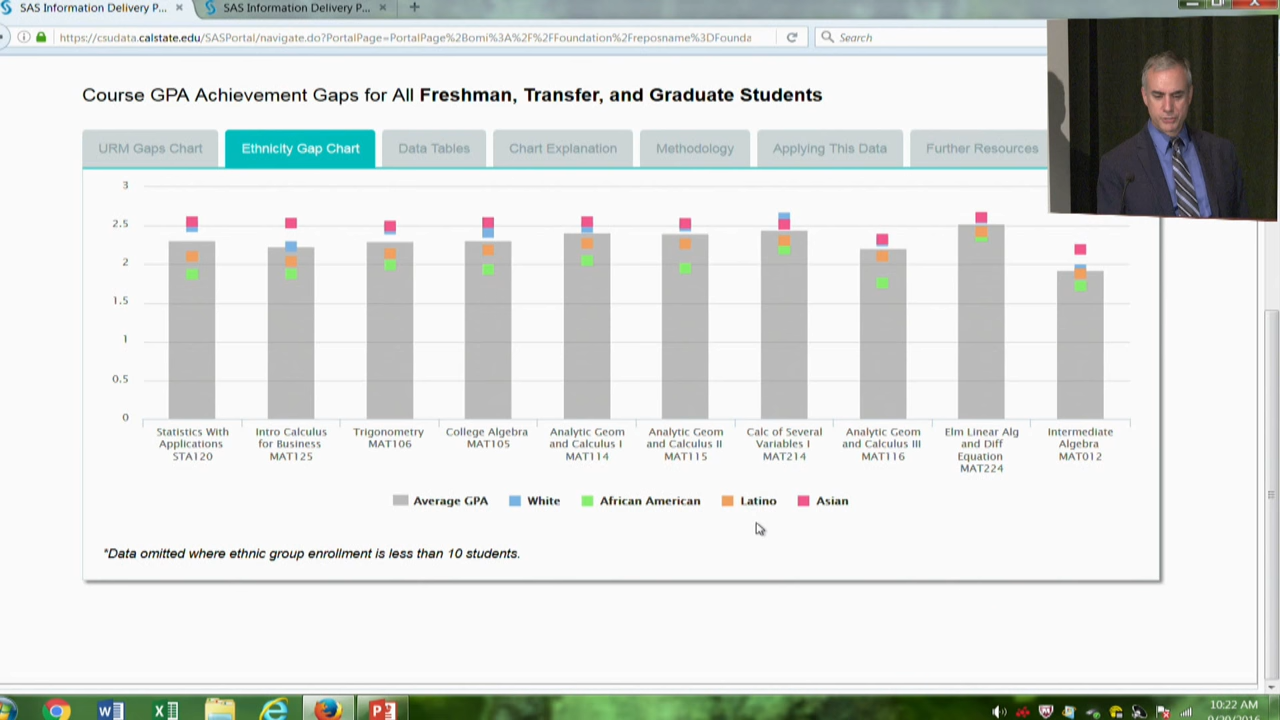 SAS Information Delivery P...
SAS Information Delivery P...
https://csudata.calstate.edu/SASPortal/navigate.do?PortalPage=PortalPage%2Bomi%3A%2F%2FFoundation%2Freposname%3DFounda
Search
Course GPA Achievement Gaps for All Freshman, Transfer, and Graduate Students
URM Gaps Chart
Ethnicity Gap Chart
Data Tables
Chart Explanation
Methodology
Applying This Data
Further Resources
3
2.5
2
1.5
1
0.5
0
Statistics With
Applications
STA120
Intro Calculus
for Business
MAT125
Trigonometry
MAT106
College Algebra
MAT105
Analytic Geom
and Calculus I
MAT114
Analytic Geom
and Calculus II
MAT115
Calc of Several
Variables I
MAT214
Analytic Geom
and Calculus III
MAT116
Elm Linear Alg
and Diff
Equation
MAT224
Intermediate
Algebra
MAT012
Average GPA
White
African American
Latino
Asian
*Data omitted where ethnic group enrollment is less than 10 students.
10:22 AM